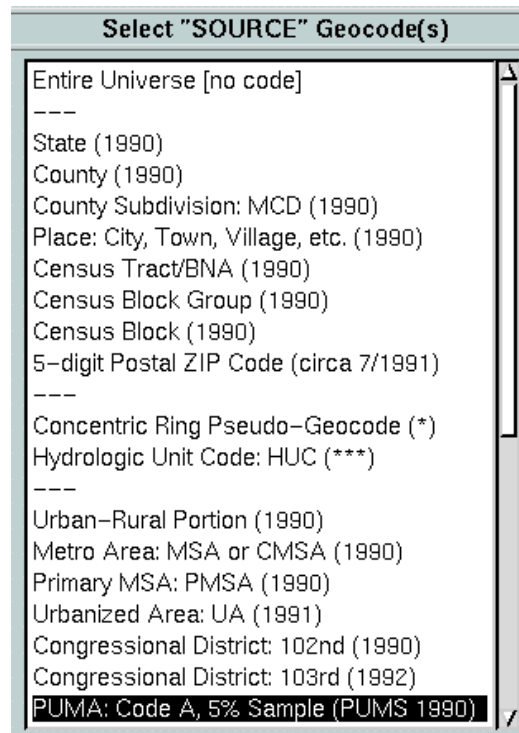 Select "SOURCE" Geocode(s)
Entire Universe [no code]
---
State (1990)
County (1990)
County Subdivision: MCD (1990)
Place: City, Town, Village, etc. (1990)
Census Tract/BNA (1990)
Census Block Group (1990)
Census Block (1990)
5-digit Postal ZIP Code (circa 7/1991)
---
Concentric Ring Pseudo-Geocode (*)
Hydrologic Unit Code: HUC (***)
---
Urban-Rural Portion (1990)
Metro Area: MSA or CMSA (1990)
Primary MSA: PMSA (1990)
Urbanized Area: UA (1991)
Congressional District: 102nd (1990)
Congressional District: 103rd (1992)
PUMA: Code A, 5% Sample (PUMS 1990)